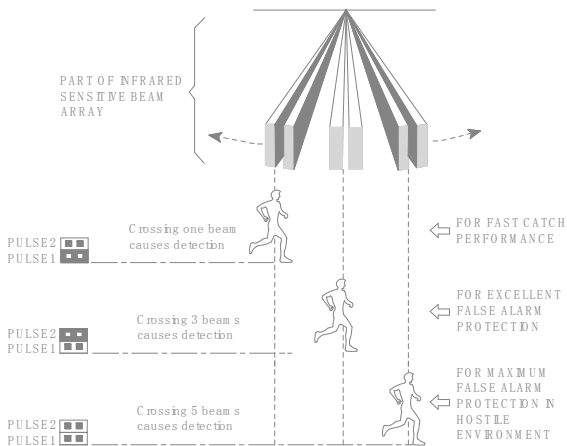 PART OF INFRARED
SENSITIVE BEAM
ARRAY
Crossing one beam
causes detection
PULSE2
PULSE1
FOR FAST CATCH
PERFORMANCE
Crossing 3 beams
causes detection
PULSE2
PULSE1
FOR EXCELLENT
FALSE ALARM
PROTECTION
Crossing 5 beams
causes detection
PULSE2
PULSE1
FOR MAXIMUM
FALSE ALARM
PROTECTION IN
HOSTILE
ENVIRONMENT